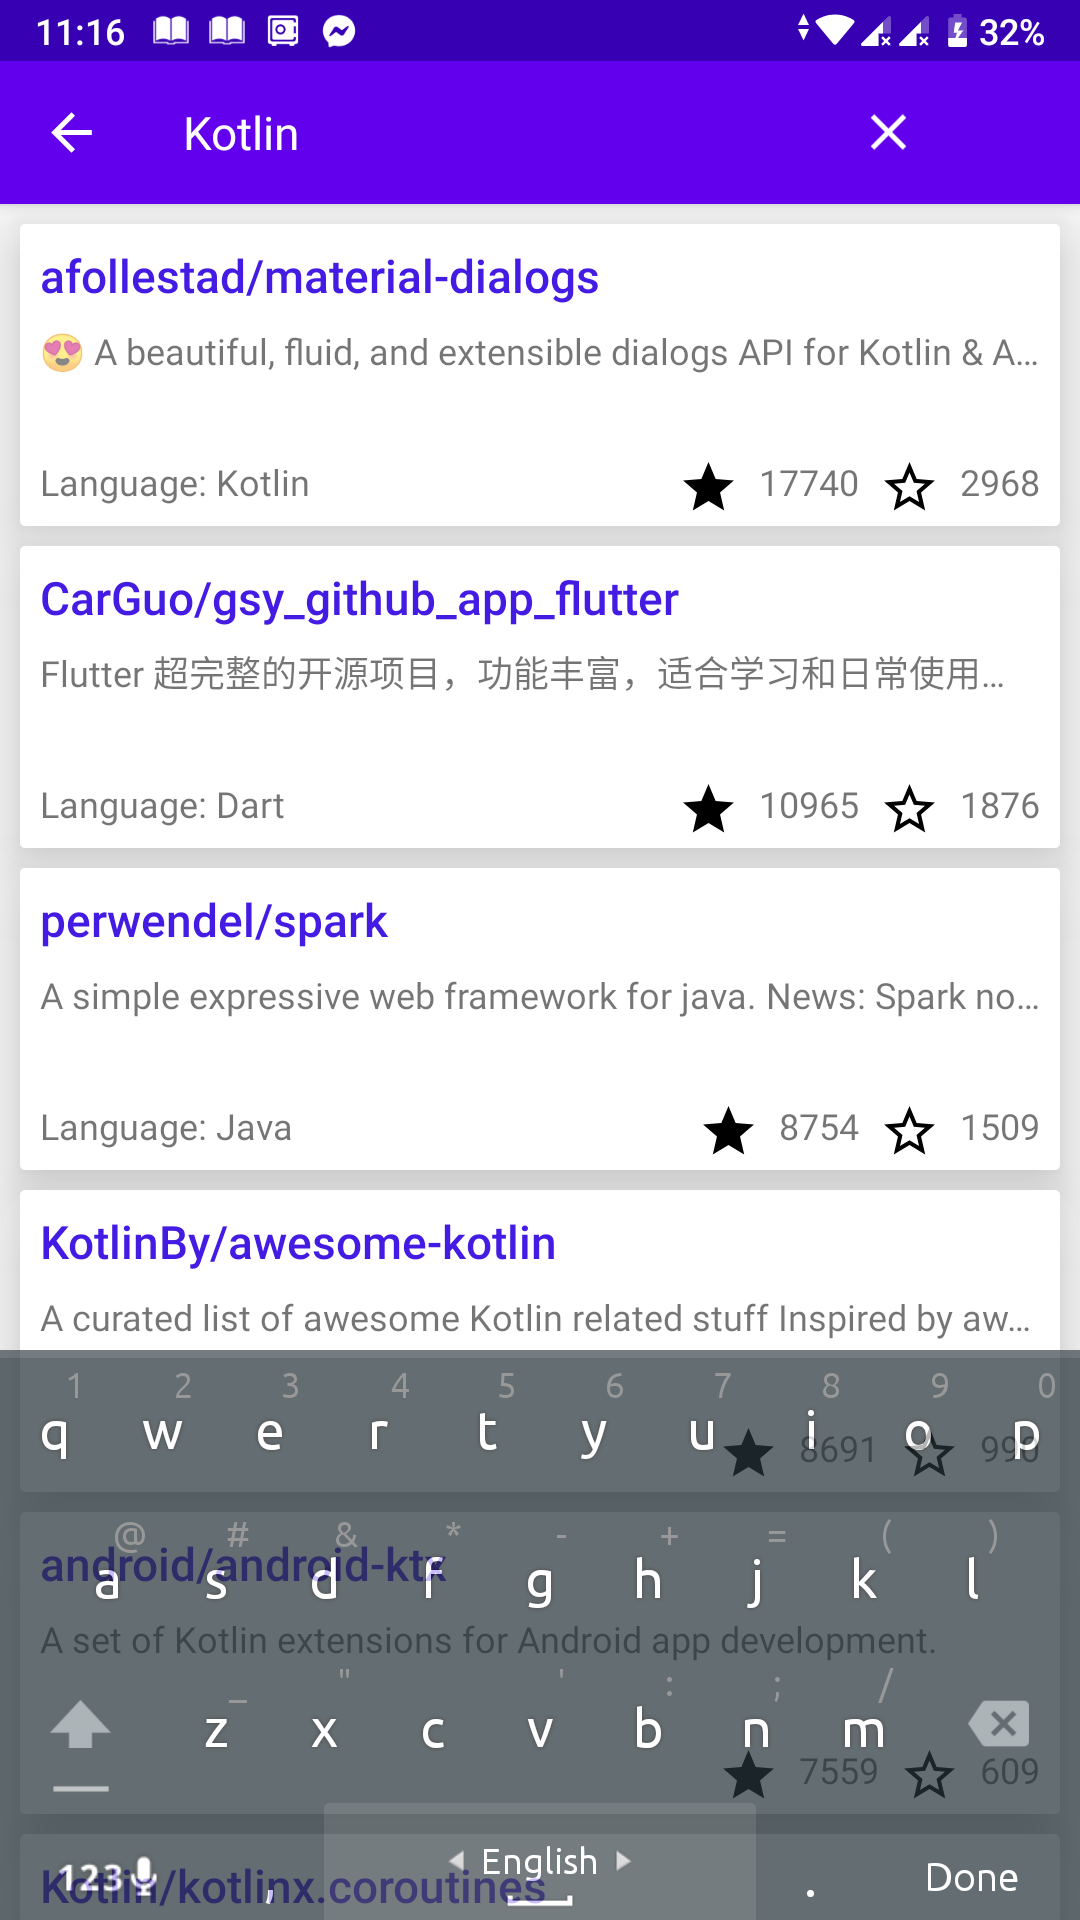 11:16 32%
Kotlin
afollestad/material-dialogs
😍 A beautiful, fluid, and extensible dialogs API for Kotlin & A...
Language: Kotlin 17740 2968
CarGuo/gsy_github_app_flutter
Flutter 超完整的开源项目，功能丰富，适合学习和日常使用...
Language: Dart 10965 1876
perwendel/spark
A simple expressive web framework for java. News: Spark no...
Language: Java 8754 1509
KotlinBy/awesome-kotlin
A curated list of awesome Kotlin related stuff Inspired by aw...
1 2 3 4 5 6 7 8 9 0
q w e r t y u i o p
8691 990
@ # & * - + = ( )
android/android-ktx
a s d f g h j k l
A set of Kotlin extensions for Android app development.
_ " ' : ; /
z x c v b n m
7559 609
English
123 , . Done
Kotlin/kotlinx.coroutines